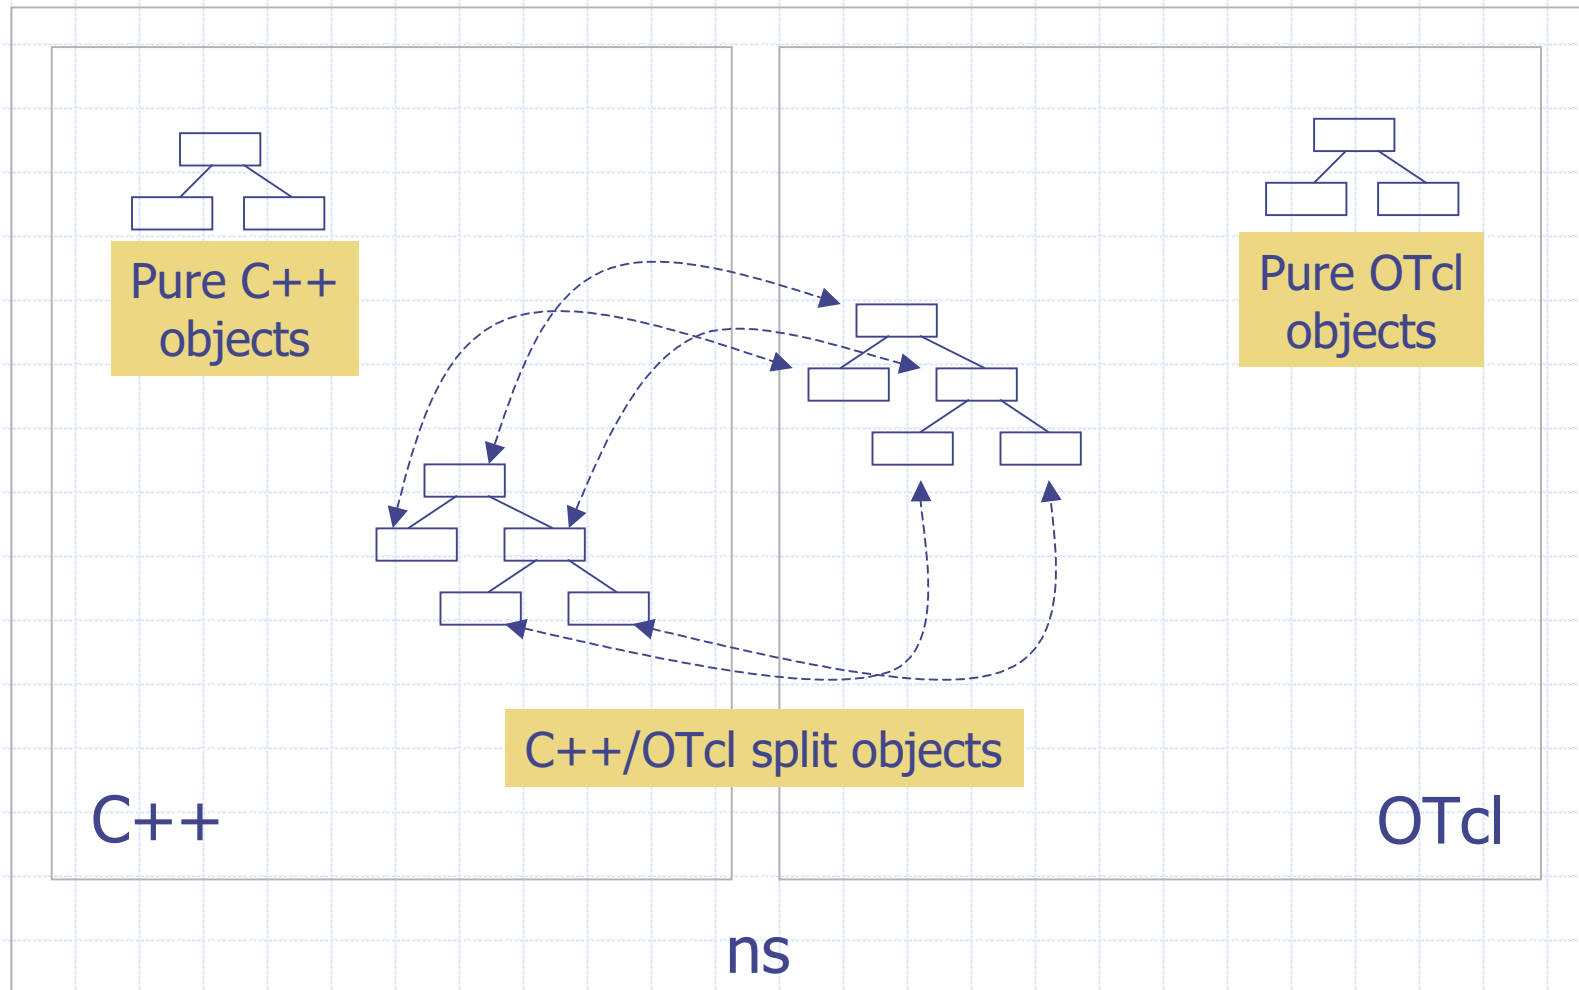 Pure C++
objects
Pure OTcl
objects
C++/OTcl split objects
C++
OTcl
ns